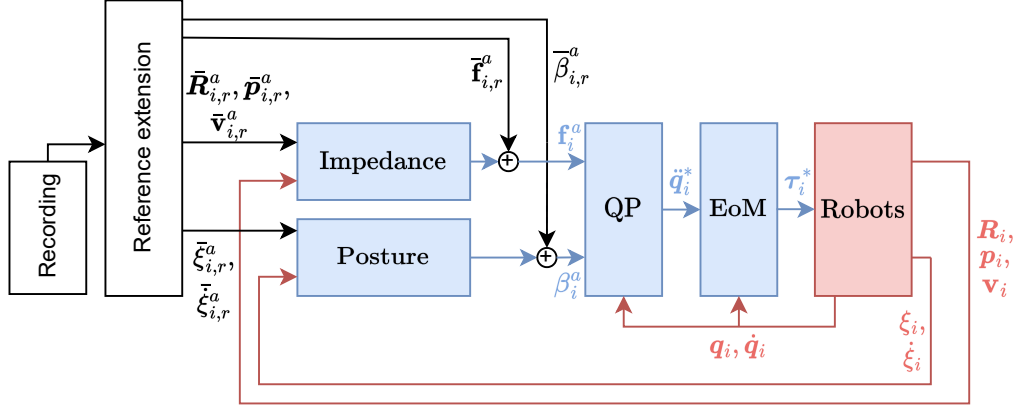 Recording
Reference extension
R̄ᵃᵢ,ᵣ, p̄ᵃᵢ,ᵣ,
v̄ᵃᵢ,ᵣ
f̄ᵃᵢ,ᵣ
β̄ᵃᵢ,ᵣ
Impedance
+
fᵃᵢ
ξ̄ᵃᵢ,ᵣ,
ξ̄̇ᵃᵢ,ᵣ
Posture
+
βᵃᵢ
QP
q̈*ᵢ
EoM
τ*ᵢ
Robots
Rᵢ,
pᵢ,
vᵢ
ξᵢ,
ξ̇ᵢ
qᵢ, q̇ᵢ